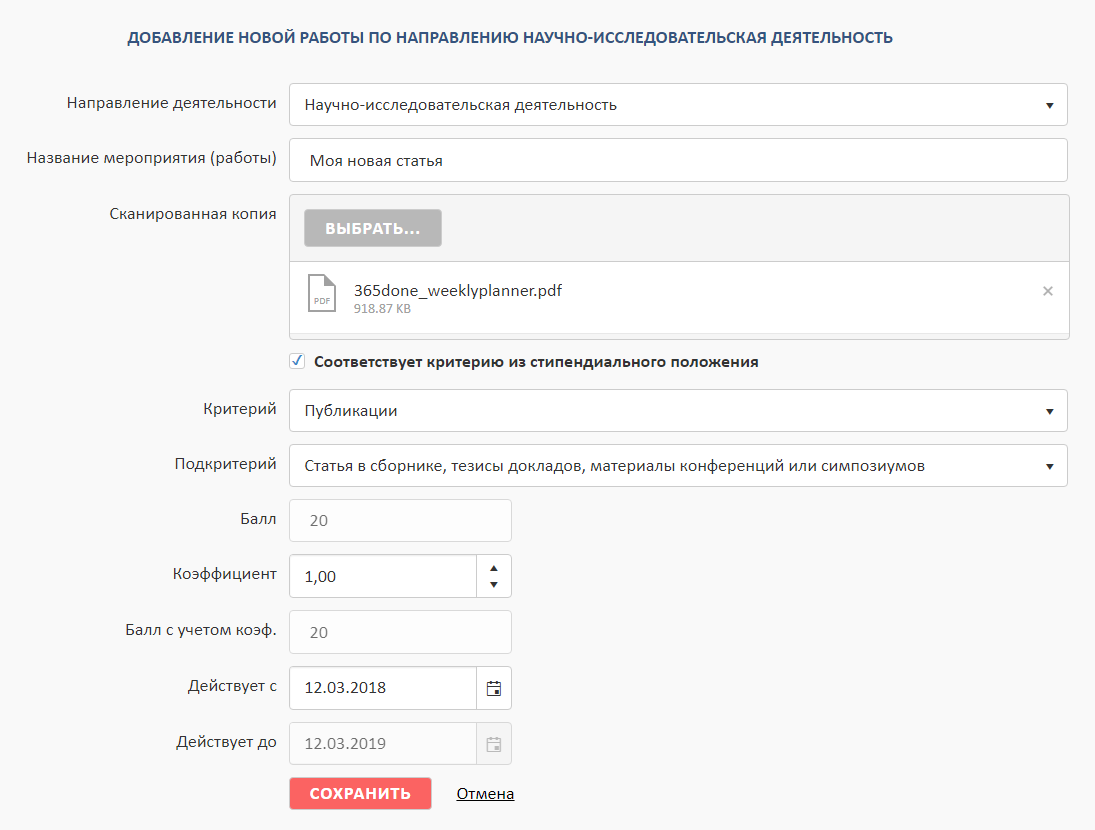 ДОБАВЛЕНИЕ НОВОЙ РАБОТЫ ПО НАПРАВЛЕНИЮ НАУЧНО-ИССЛЕДОВАТЕЛЬСКАЯ ДЕЯТЕЛЬНОСТЬ
Направление деятельности Научно-исследовательская деятельность
Название мероприятия (работы) Моя новая статья
Сканированная копия ВЫБРАТЬ...
PDF 365done_weeklyplanner.pdf
918.87 KB
Соответствует критерию из стипендиального положения
Критерий Публикации
Подкритерий Статья в сборнике, тезисы докладов, материалы конференций или симпозиумов
Балл 20
Коэффициент 1,00
Балл с учетом коэф. 20
Действует с 12.03.2018
Действует до 12.03.2019
СОХРАНИТЬ Отмена